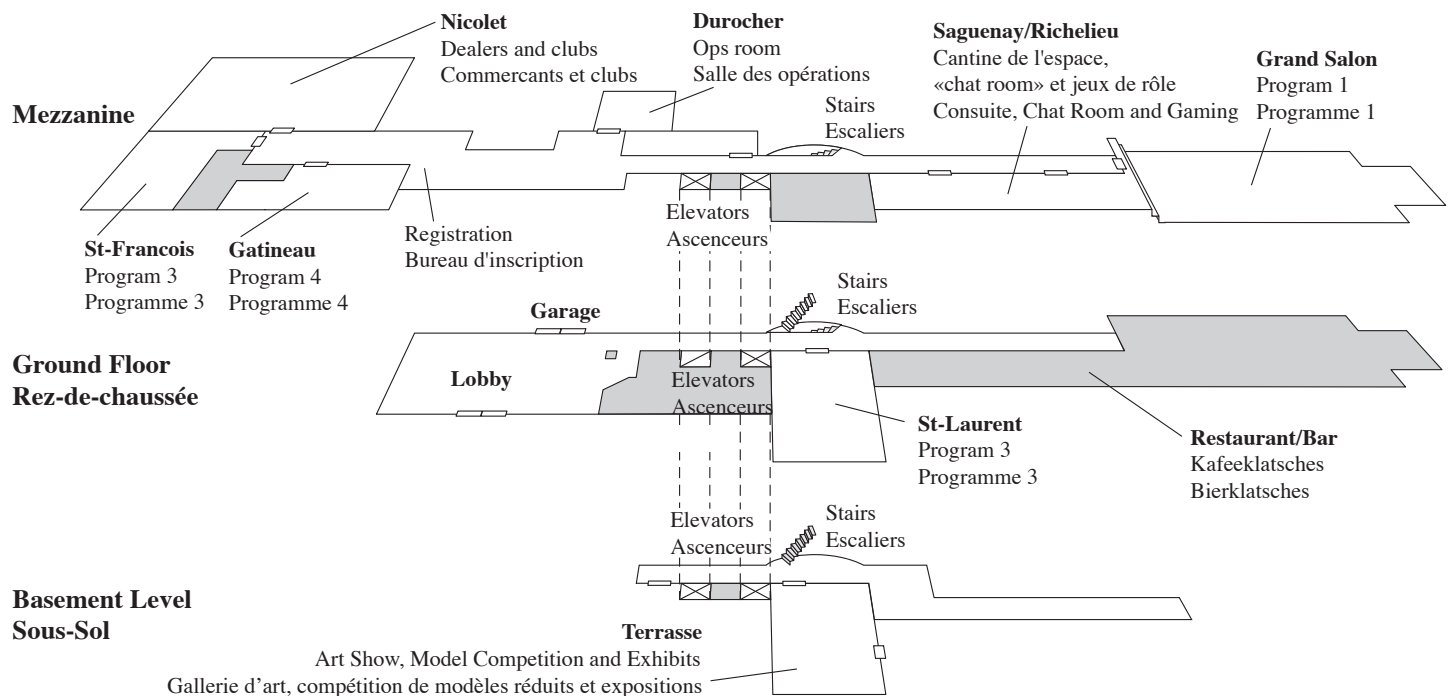 Nicolet
Dealers and clubs
Commercants et clubs
Durocher
Ops room
Salle des opérations
Saguenay/Richelieu
Cantine de l'espace,
«chat room» et jeux de rôle
Consuite, Chat Room and Gaming
Grand Salon
Program 1
Programme 1
Mezzanine
Stairs
Escaliers
Elevators
Ascenceurs
St-Francois
Program 3
Programme 3
Gatineau
Program 4
Programme 4
Registration
Bureau d'inscription
Garage
Stairs
Escaliers
Ground Floor
Rez-de-chaussée
Lobby
Elevators
Ascenceurs
St-Laurent
Program 3
Programme 3
Restaurant/Bar
Kafeeklatsches
Bierklatsches
Elevators
Ascenceurs
Stairs
Escaliers
Basement Level
Sous-Sol
Terrasse
Art Show, Model Competition and Exhibits
Gallerie d'art, compétition de modèles réduits et expositions